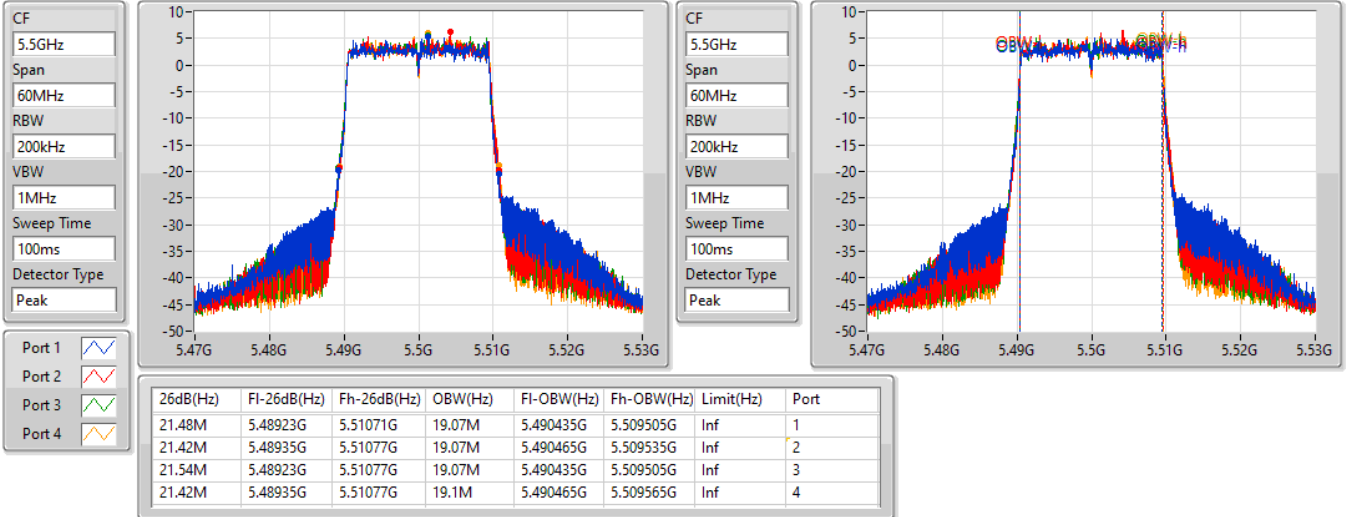 CF
5.5GHz
Span
60MHz
RBW
200kHz
VBW
1MHz
Sweep Time
100ms
Detector Type
Peak
10
5
0
-5
-10
-15
-20
-25
-30
-35
-40
-45
-50
5.47G 5.48G 5.49G 5.5G 5.51G 5.52G 5.53G
CF
5.5GHz
Span
60MHz
RBW
200kHz
VBW
1MHz
Sweep Time
100ms
Detector Type
Peak
10
5
0
-5
-10
-15
-20
-25
-30
-35
-40
-45
-50
5.47G 5.48G 5.49G 5.5G 5.51G 5.52G 5.53G
Port 1
Port 2
Port 3
Port 4
26dB(Hz) Fl-26dB(Hz) Fh-26dB(Hz) OBW(Hz) Fl-OBW(Hz) Fh-OBW(Hz) Limit(Hz) Port
21.48M 5.48923G 5.51071G 19.07M 5.490435G 5.509505G Inf 1
21.42M 5.48935G 5.51077G 19.07M 5.490465G 5.509535G Inf 2
21.54M 5.48923G 5.51077G 19.07M 5.490435G 5.509505G Inf 3
21.42M 5.48935G 5.51077G 19.1M 5.490465G 5.509565G Inf 4